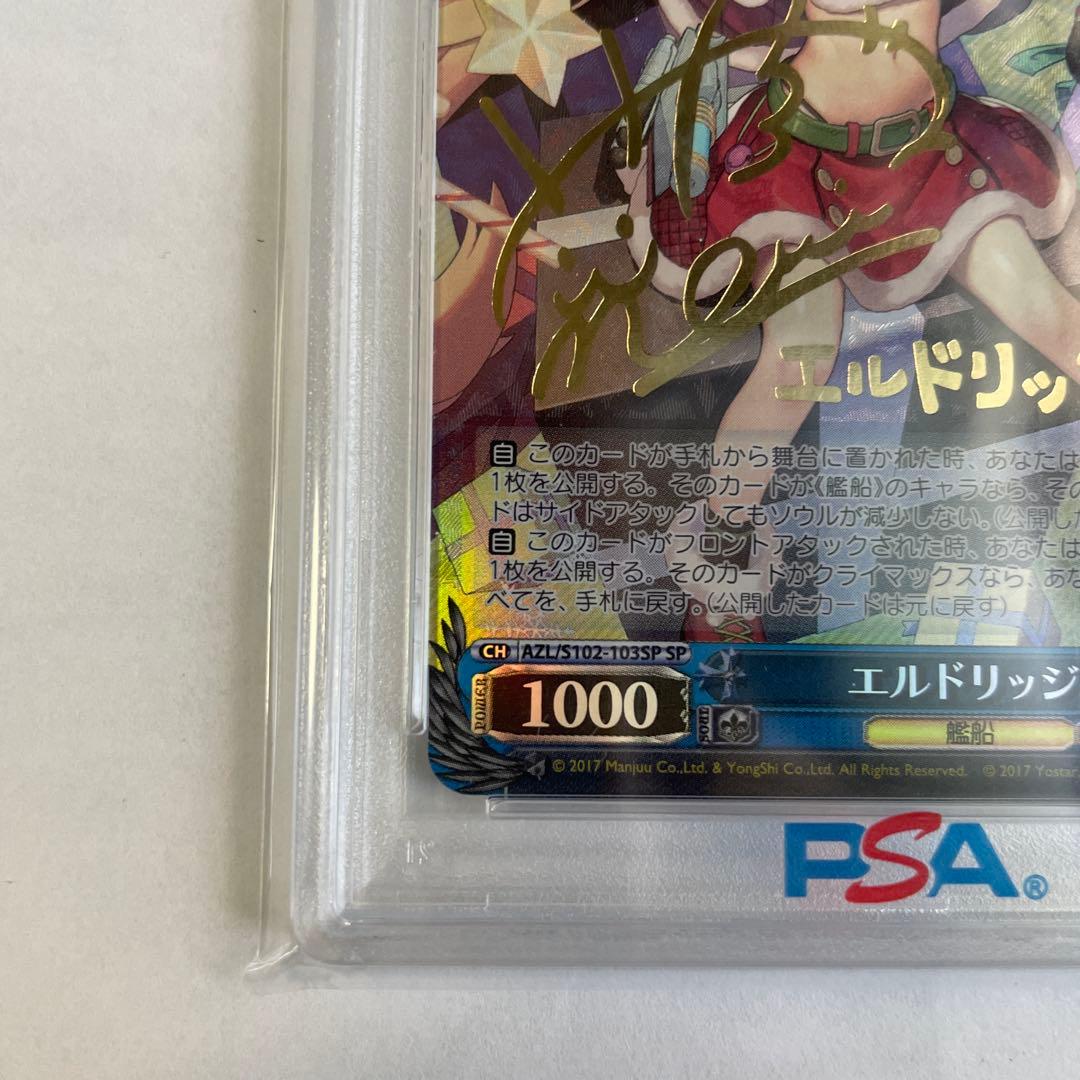 エルドリッ
自 このカードが手札から舞台に置かれた時、あなたは
1枚を公開する。そのカードが《艦船》のキャラなら、その
ドはサイドアタックしてもソウルが減少しない。(公開した
自 このカードがフロントアタックされた時、あなたは
1枚を公開する。そのカードがクライマックスなら、あな
べてを、手札に戻す。(公開したカードは元に戻す)
CH AZL/S102-103SP SP
エルドリッジ
POWER 1000
SOUL
艦船
© 2017 Manjuu Co.,Ltd. & YongShi Co.,Ltd. All Rights Reserved. © 2017 Yostar
PSA®